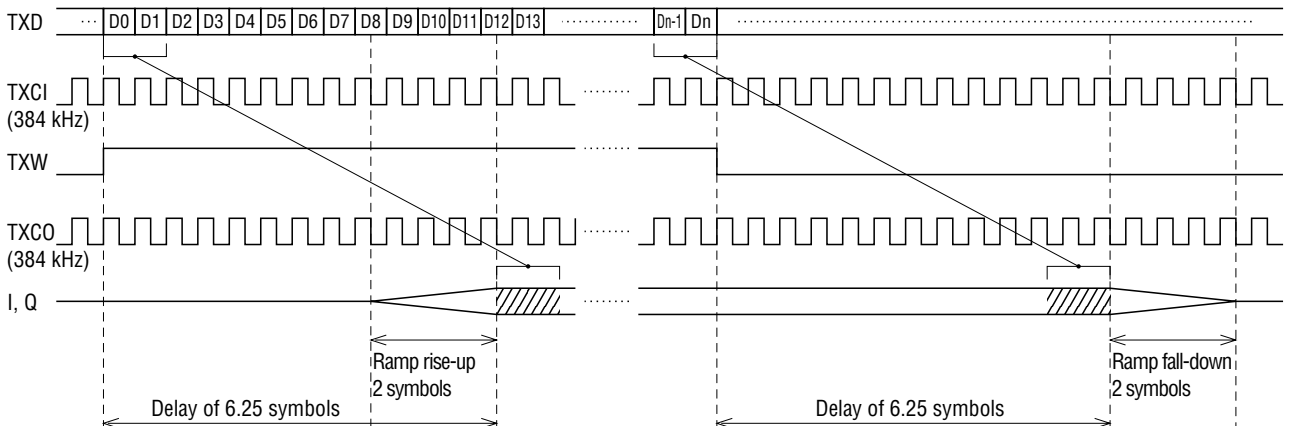 TXD ··· D0 D1 D2 D3 D4 D5 D6 D7 D8 D9 D10 D11 D12 D13 Dn-1 Dn
TXCI
(384 kHz)
TXW
TXCO
(384 kHz)
I, Q
Ramp rise-up
2 symbols
Ramp fall-down
2 symbols
Delay of 6.25 symbols
Delay of 6.25 symbols